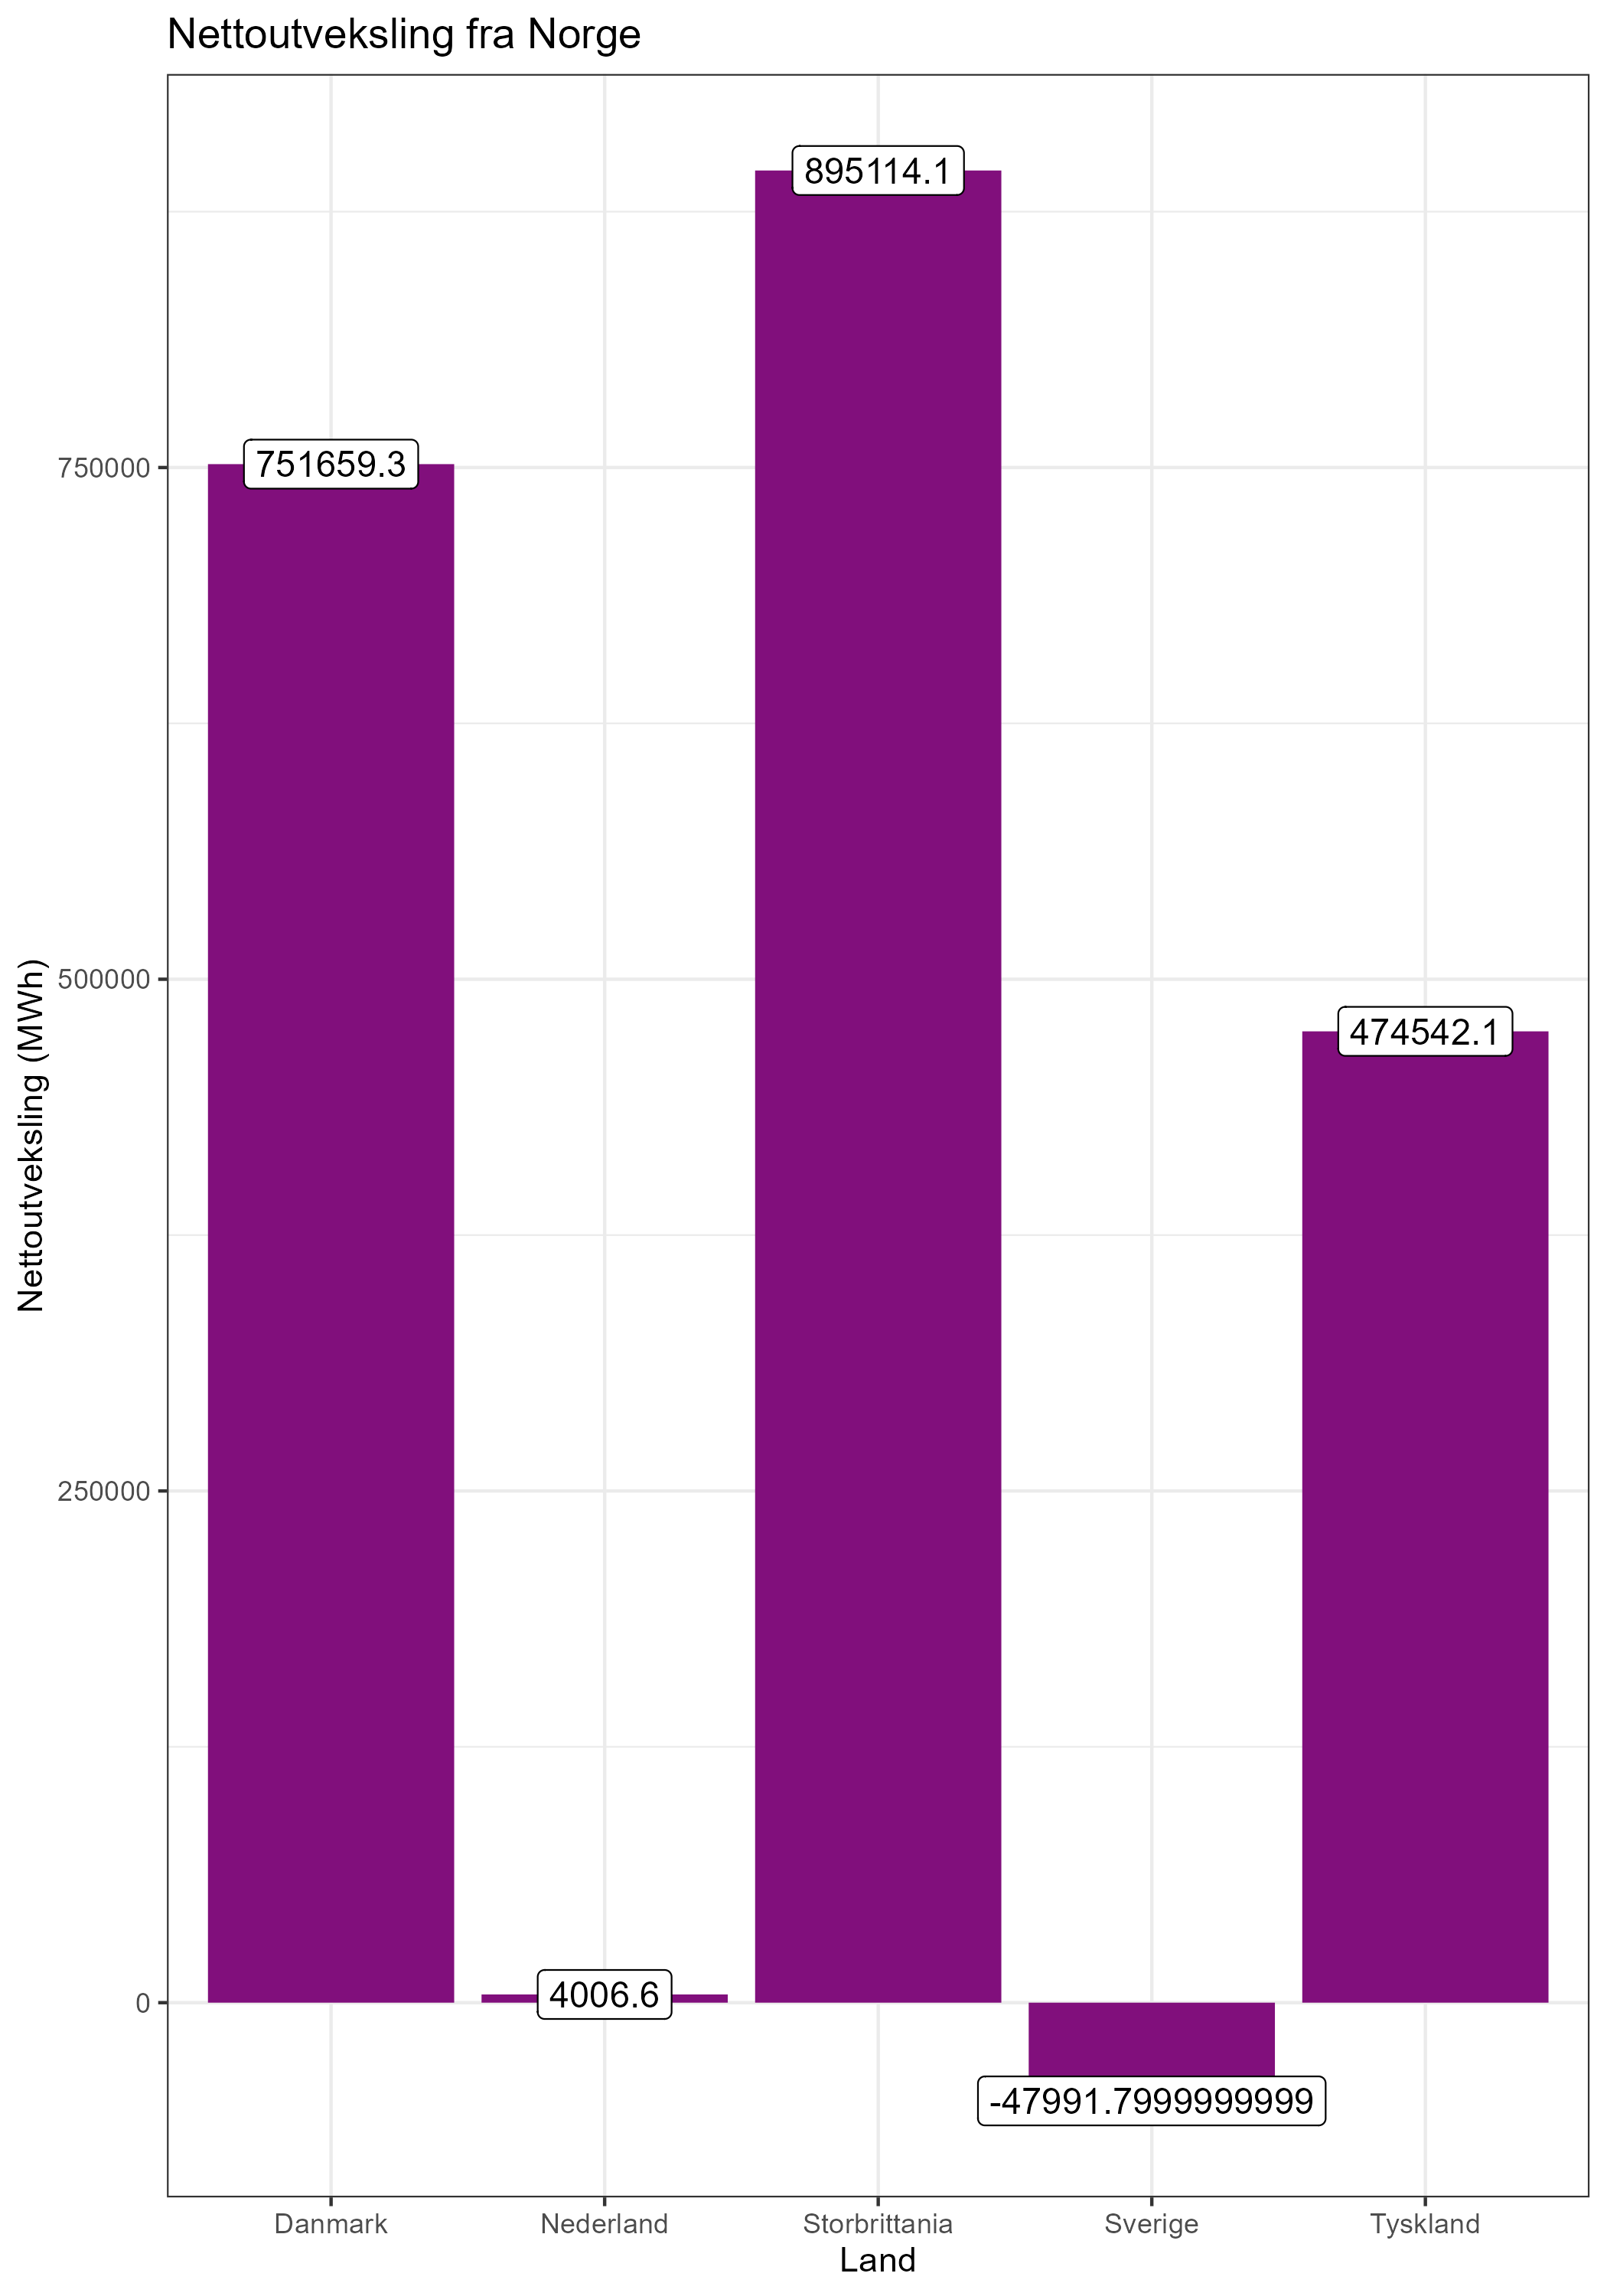 Nettoutveksling fra Norge
Nettoutveksling (MWh)
750000
500000
250000
0
751659.3
4006.6
895114.1
-47991.7999999999
474542.1
Danmark
Nederland
Storbrittania
Sverige
Tyskland
Land